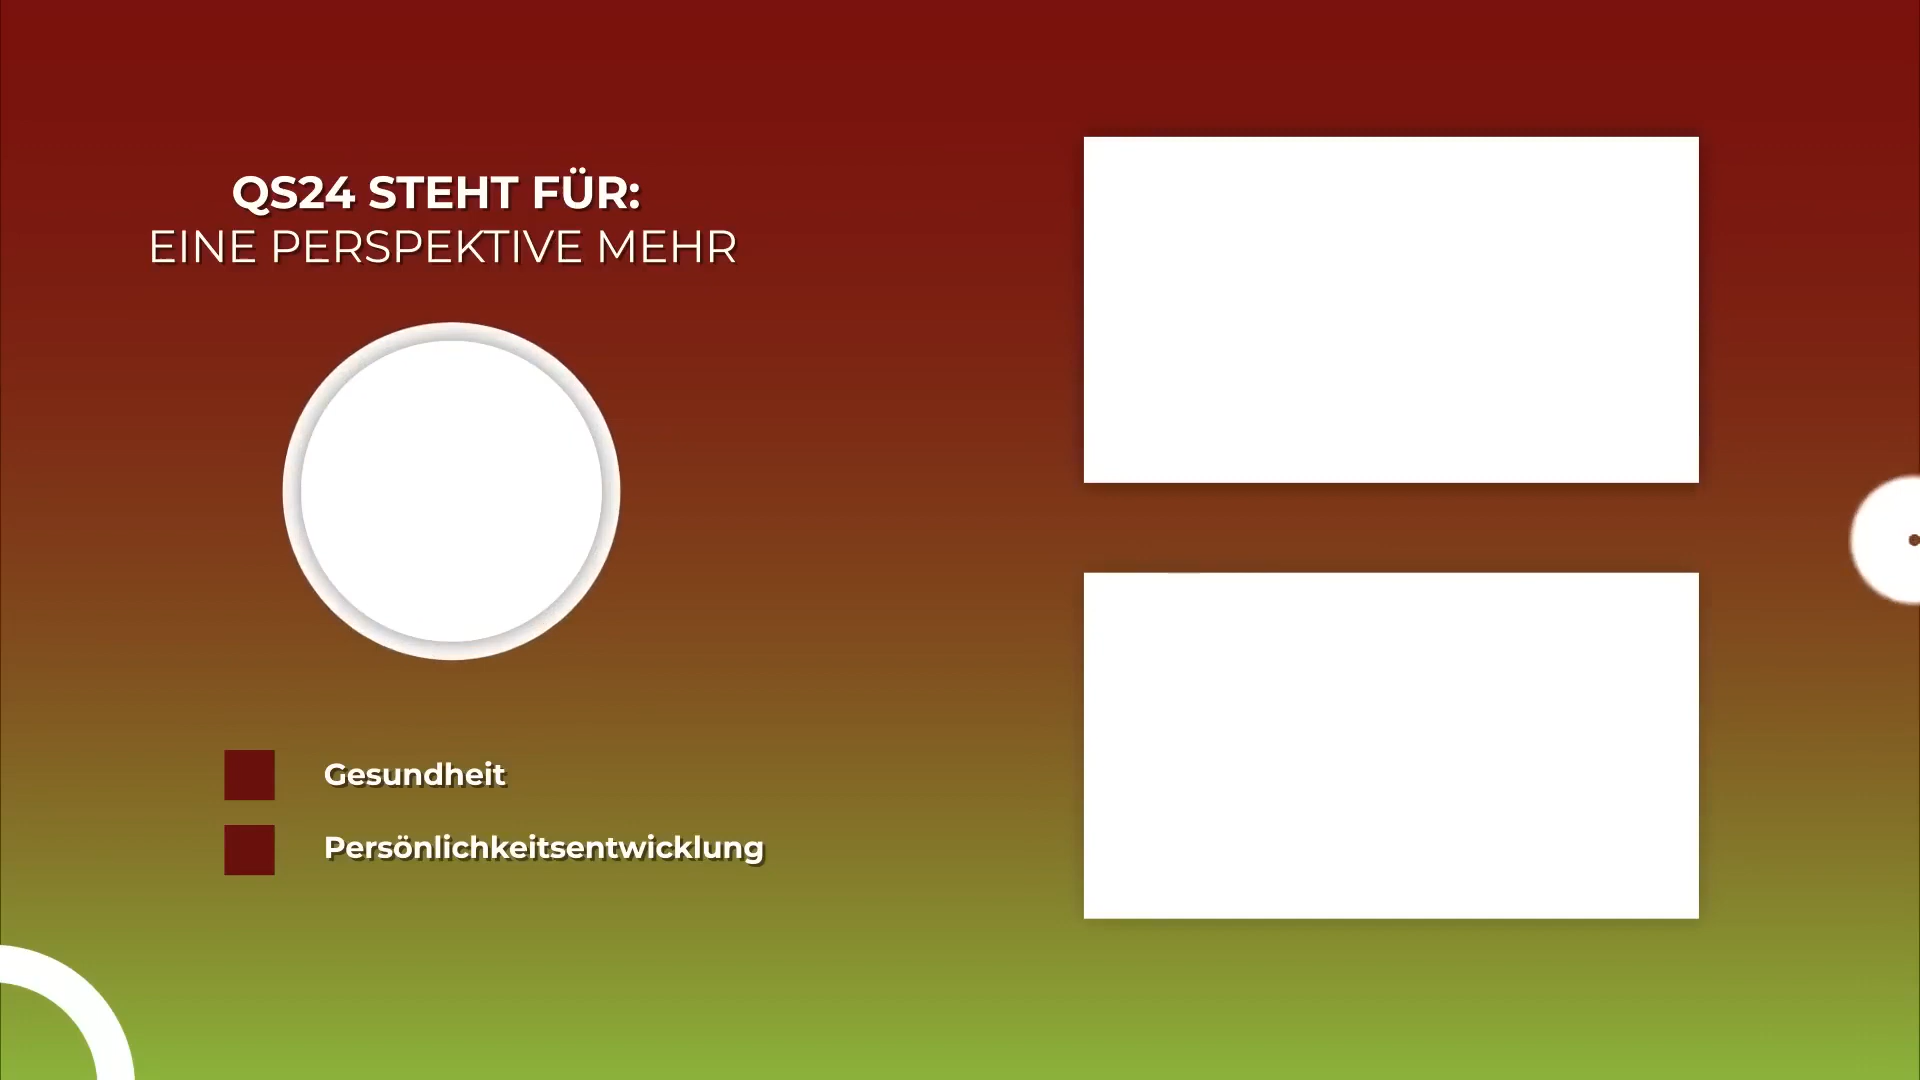 QS24 STEHT FÜR:
EINE PERSPEKTIVE MEHR
Gesundheit
Persönlichkeitsentwicklung